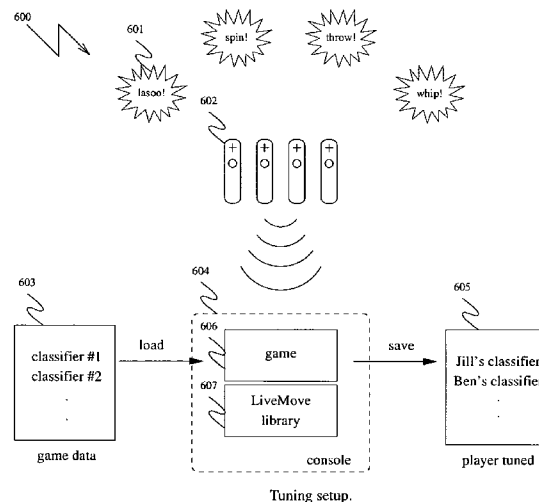 600
601
spin!
throw!
lasoo!
whip!
602
603
604
605
606
classifier #1
classifier #2
load
game
save
Jill's classifier
Ben's classifier
607
LiveMove
library
game data
console
player tuned
Tuning setup.